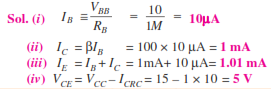 Sol. (i) I_B ≡ V_BB / R_B = 10 / 1M = 10μA
(ii) I_c = βI_B = 100 × 10 μA = 1 mA
(iii) I_E = I_B + I_C = 1mA+ 10 μA= 1.01 mA
(iv) V_CE = V_cc – I_CR_C = 15 – 1 × 10 = 5 V